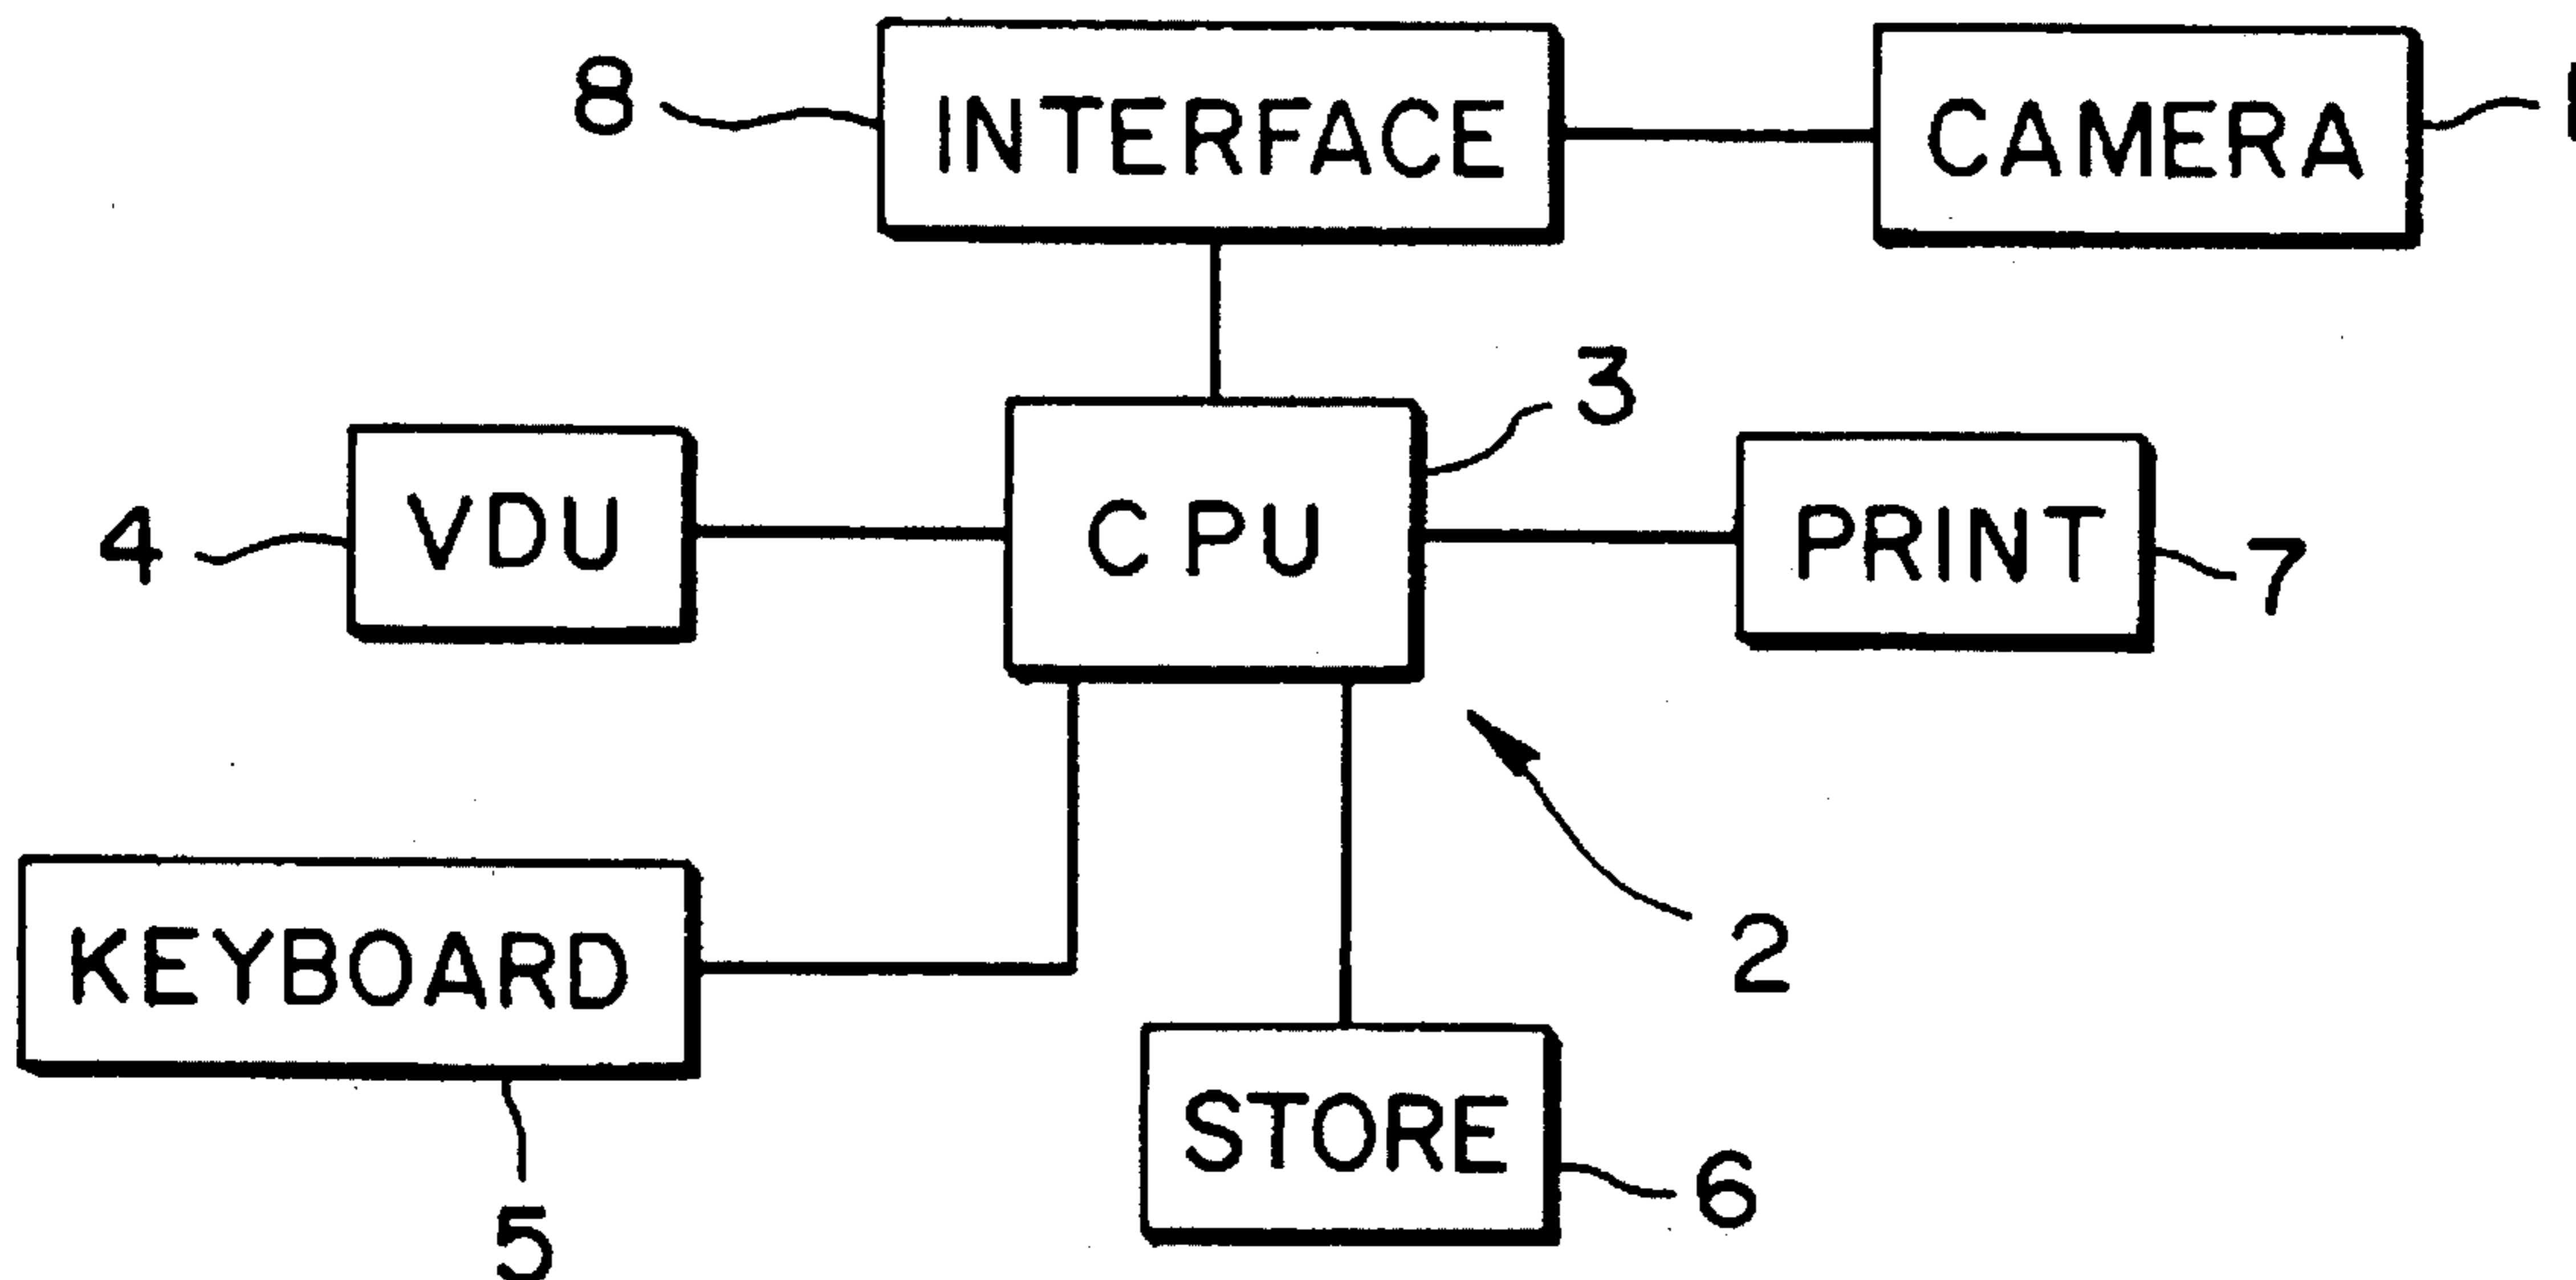 8
INTERFACE
CAMERA
3
4
VDU
CPU
PRINT
7
KEYBOARD
2
5
STORE
6